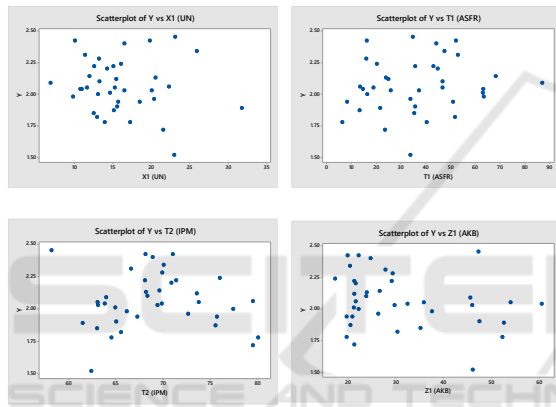 Scatterplot of Y vs X1 (UN)
2.50
2.25
2.00
1.75
1.50
Y
10 15 20 25 30 35
X1 (UN)
Scatterplot of Y vs T1 (ASFR)
2.50
2.25
2.00
1.75
1.50
Y
0 10 20 30 40 50 60 70 80 90
T1 (ASFR)
Scatterplot of Y vs T2 (IPM)
2.50
2.25
2.00
1.75
1.50
Y
60 65 70 75 80
T2 (IPM)
Scatterplot of Y vs Z1 (AKB)
2.50
2.25
2.00
1.75
1.50
Y
20 30 40 50 60
Z1 (AKB)
SCITE
SCIENCE AND TECH